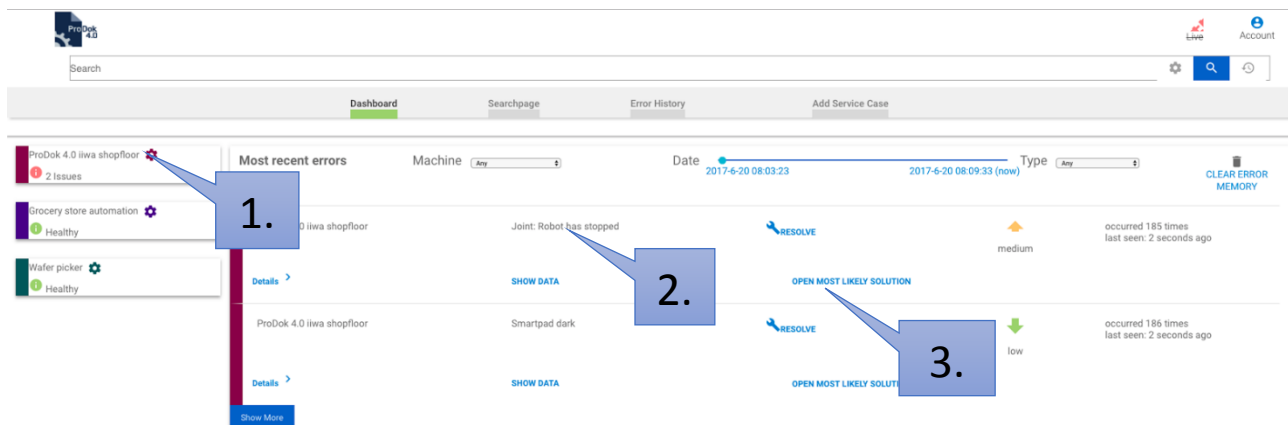 ProDok
4.0
Live
Account
Search
Dashboard Searchpage Error History Add Service Case
ProDok 4.0 iiwa shopfloor
2 Issues
Grocery store automation
Healthy
Wafer picker
Healthy
Most recent errors Machine Any Date 2017-6-20 08:03:23 2017-6-20 08:09:33 (now) Type Any
CLEAR ERROR
MEMORY
1.
0 iiwa shopfloor Joint: Robot has stopped RESOLVE medium occurred 185 times
last seen: 2 seconds ago
Details SHOW DATA OPEN MOST LIKELY SOLUTION
2.
ProDok 4.0 iiwa shopfloor Smartpad dark RESOLVE low occurred 186 times
last seen: 2 seconds ago
3.
Details SHOW DATA OPEN MOST LIKELY SOLUTI
Show More